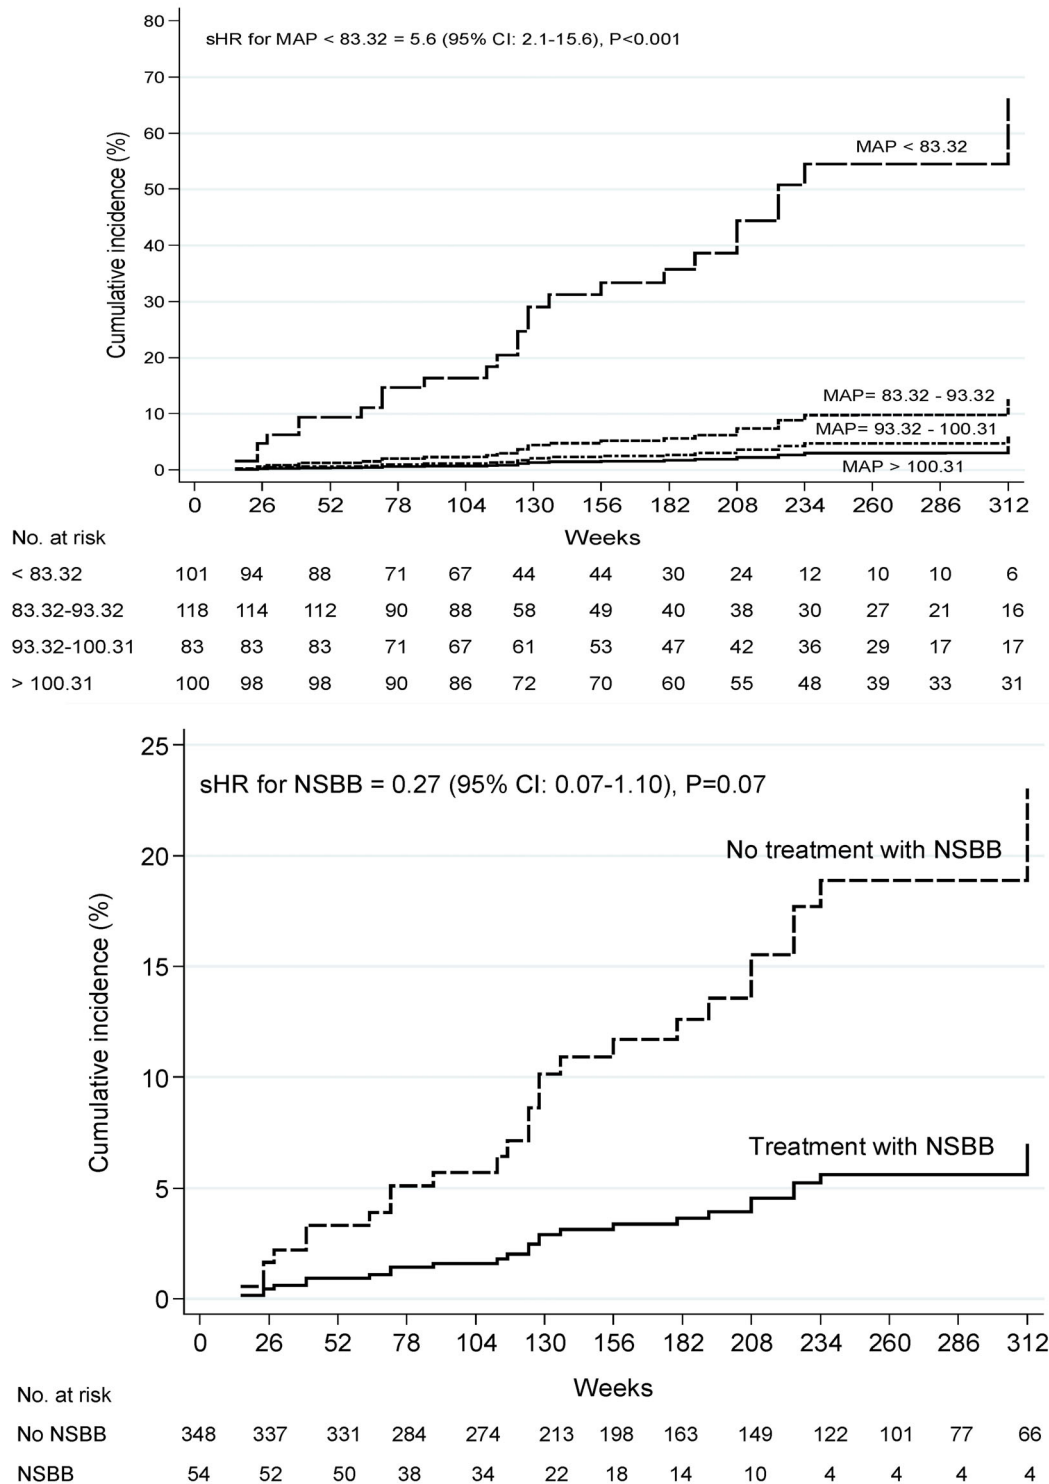 80
sHR for MAP < 83.32 = 5.6 (95% CI: 2.1-15.6), P<0.001
70
60
MAP < 83.32
50
40
30
20
MAP= 83.32 - 93.32
10
MAP= 93.32 - 100.31
0
MAP > 100.31
Cumulative incidence (%)
0 26 52 78 104 130 156 182 208 234 260 286 312
No. at risk Weeks
< 83.32 101 94 88 71 67 44 44 30 24 12 10 10 6
83.32-93.32 118 114 112 90 88 58 49 40 38 30 27 21 16
93.32-100.31 83 83 83 71 67 61 53 47 42 36 29 17 17
> 100.31 100 98 98 90 86 72 70 60 55 48 39 33 31
25
sHR for NSBB = 0.27 (95% CI: 0.07-1.10), P=0.07
No treatment with NSBB
20
15
10
Treatment with NSBB
5
0
Cumulative incidence (%)
0 26 52 78 104 130 156 182 208 234 260 286 312
Weeks
No. at risk
No NSBB 348 337 331 284 274 213 198 163 149 122 101 77 66
NSBB 54 52 50 38 34 22 18 14 10 4 4 4 4